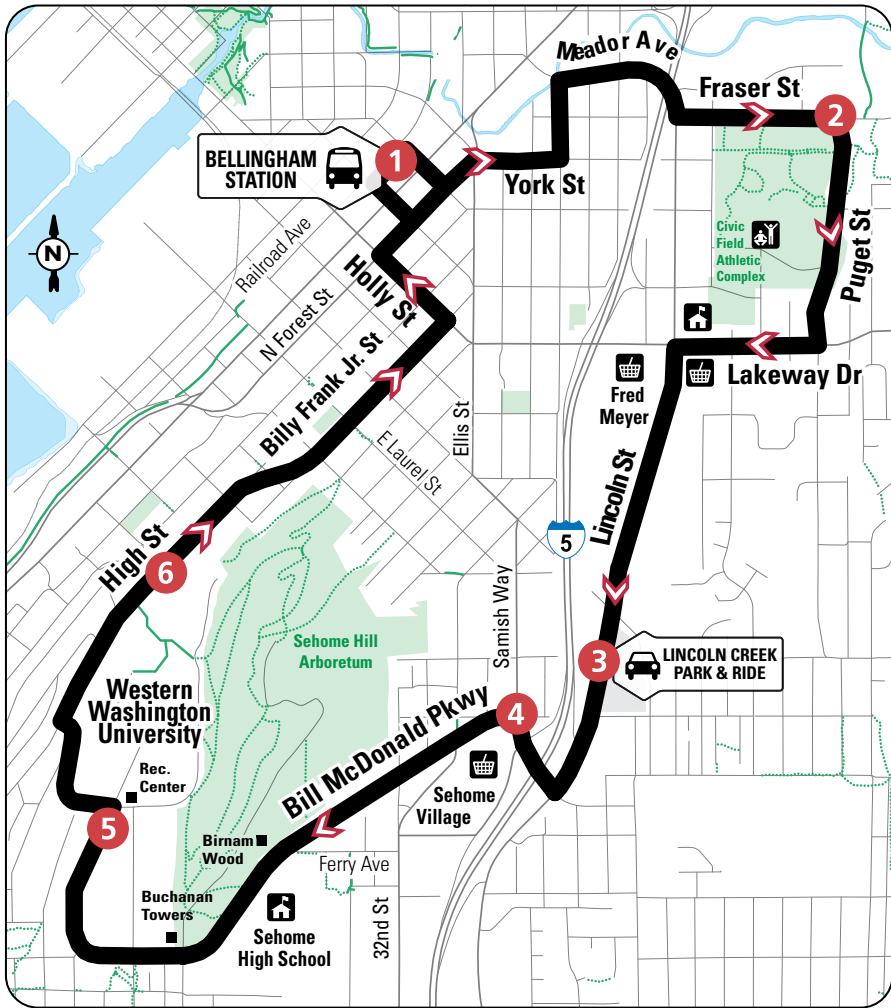 Meador Ave
Fraser St
2
1
BELLINGHAM
STATION
York St
Puget St
Civic
Field
Athletic
Complex
N
Railroad Ave
Holly St
N Forest St
Billy Frank Jr. St
Lakeway Dr
Fred
Meyer
Ellis St
E Laurel St
Lincoln St
5
High St
6
Samish Way
Sehome Hill
Arboretum
3
LINCOLN CREEK
PARK & RIDE
Western
Washington
University
4
Bill McDonald Pkwy
Rec.
Center
Sehome
Village
5
Birnam
Wood
Ferry Ave
Buchanan
Towers
32nd St
Sehome
High School